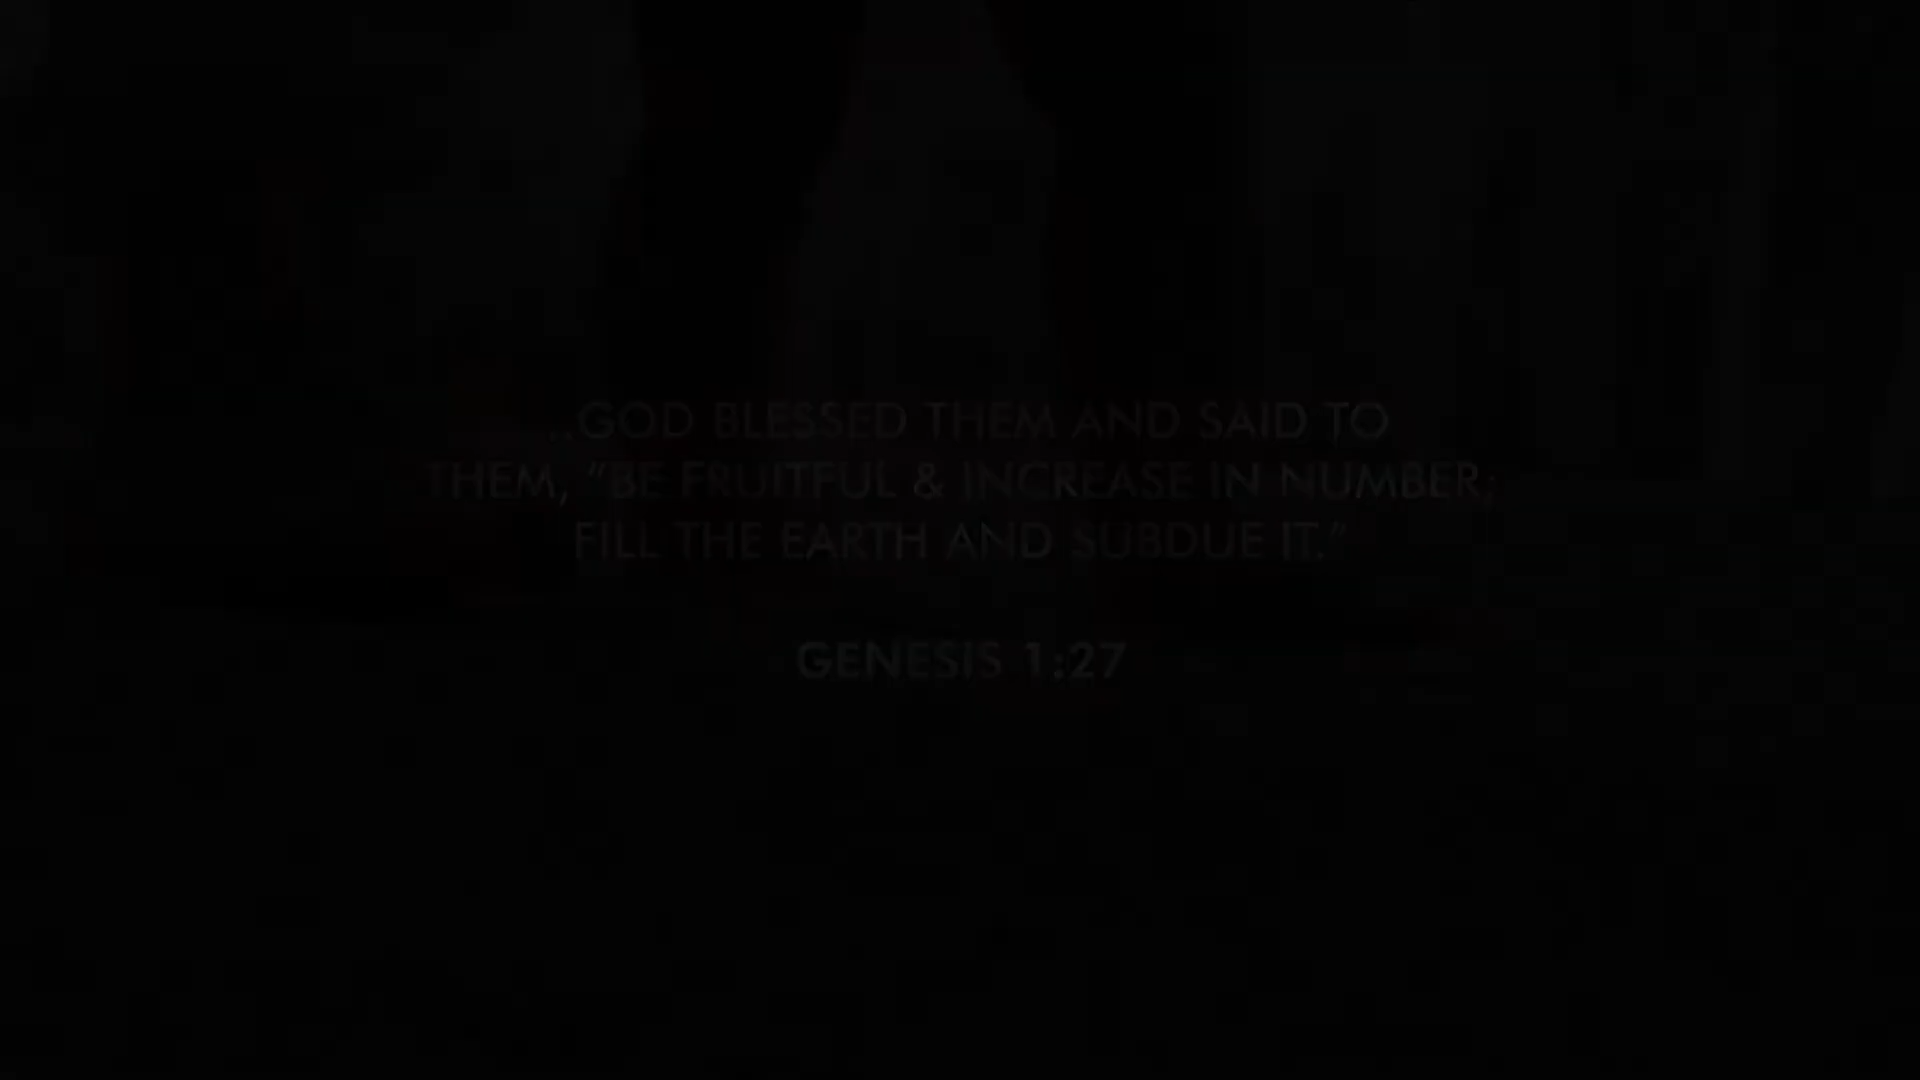 ..GOD BLESSED THEM AND SAID TO
THEM, “BE FRUITFUL & INCREASE IN NUMBER;
FILL THE EARTH AND SUBDUE IT.”
GENESIS 1:27